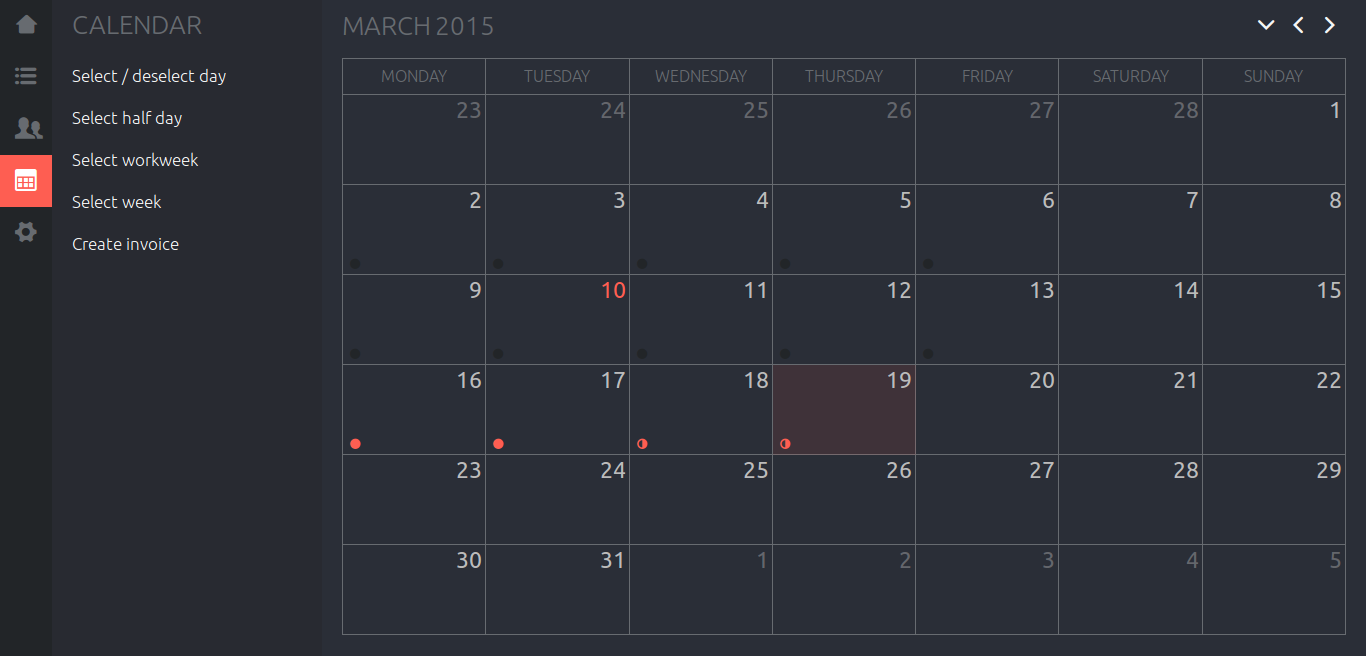 CALENDAR
Select / deselect day
Select half day
Select workweek
Select week
Create invoice
MARCH 2015
MONDAY TUESDAY WEDNESDAY THURSDAY FRIDAY SATURDAY SUNDAY
23 24 25 26 27 28 1
2 3 4 5 6 7 8
9 10 11 12 13 14 15
16 17 18 19 20 21 22
23 24 25 26 27 28 29
30 31 1 2 3 4 5